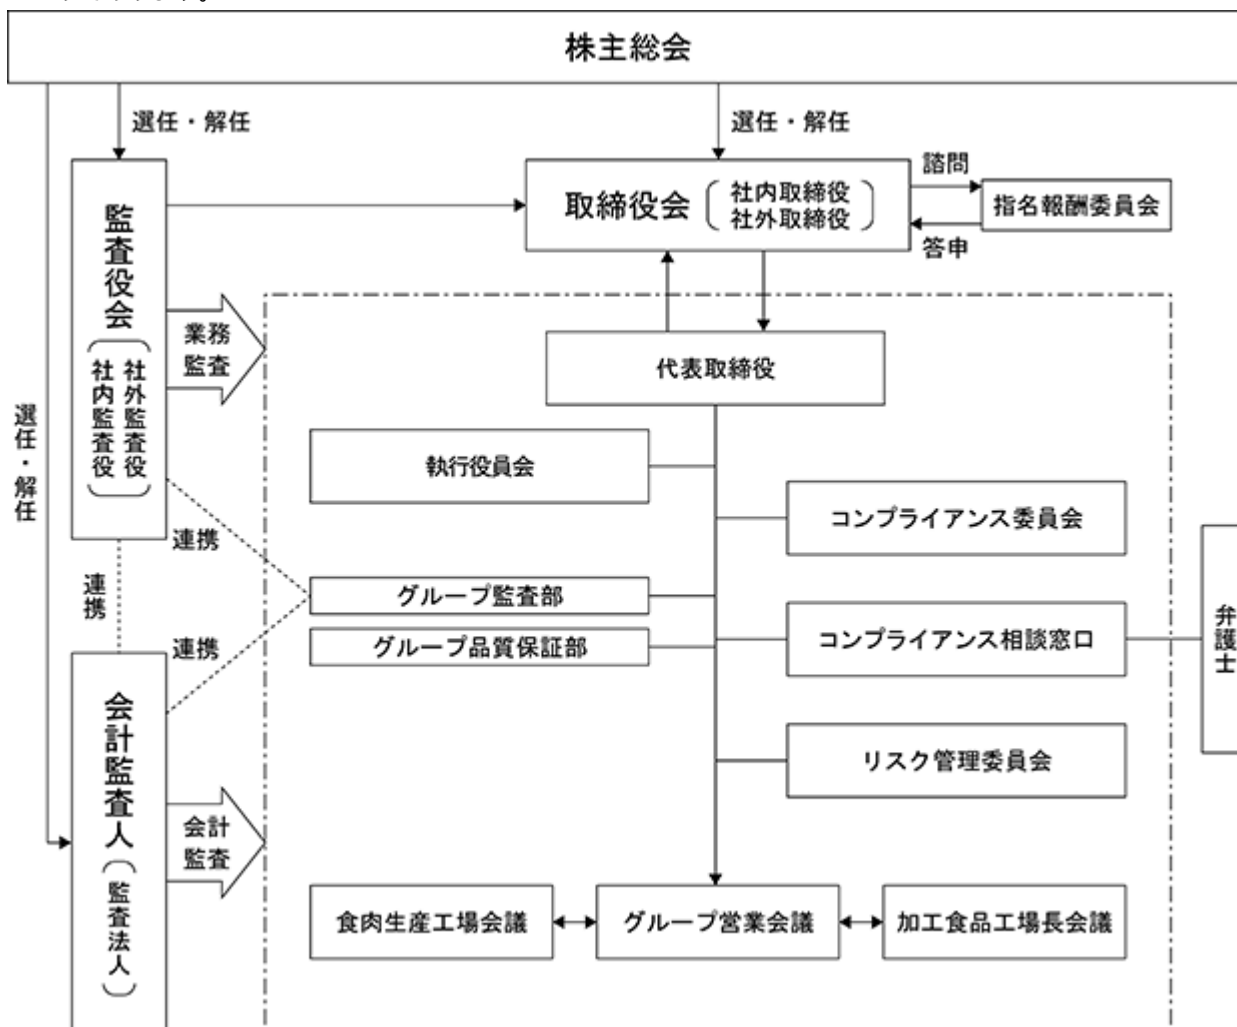 株主総会
選任・解任
選任・解任
諮問
取締役会
社内取締役
社外取締役
指名報酬委員会
答申
監査役会
社外監査役
社内監査役
業務
監査
代表取締役
選任・解任
執行役員会
コンプライアンス委員会
連携
グループ監査部
連携
コンプライアンス相談窓口
弁護士
グループ品質保証部
連携
会計監査人
監査法人
リスク管理委員会
会計
監査
食肉生産工場会議
グループ営業会議
加工食品工場長会議